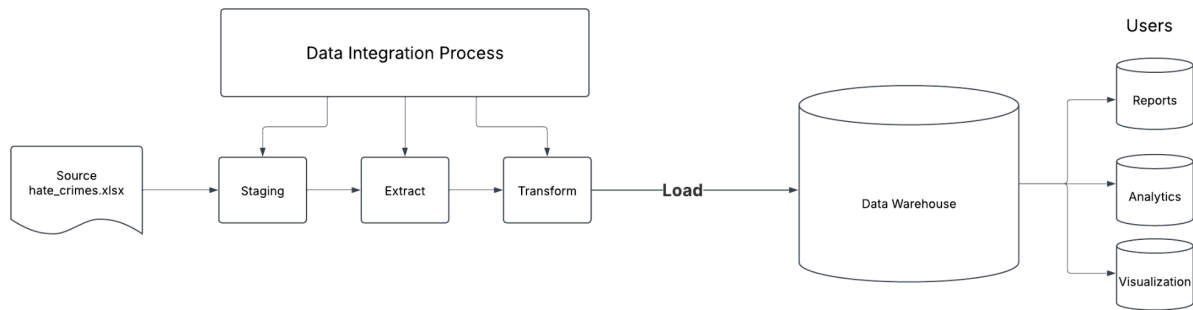 Users
Data Integration Process
Reports
Source
hate_crimes.xlsx
Staging
Extract
Transform
Load
Data Warehouse
Analytics
Visualization